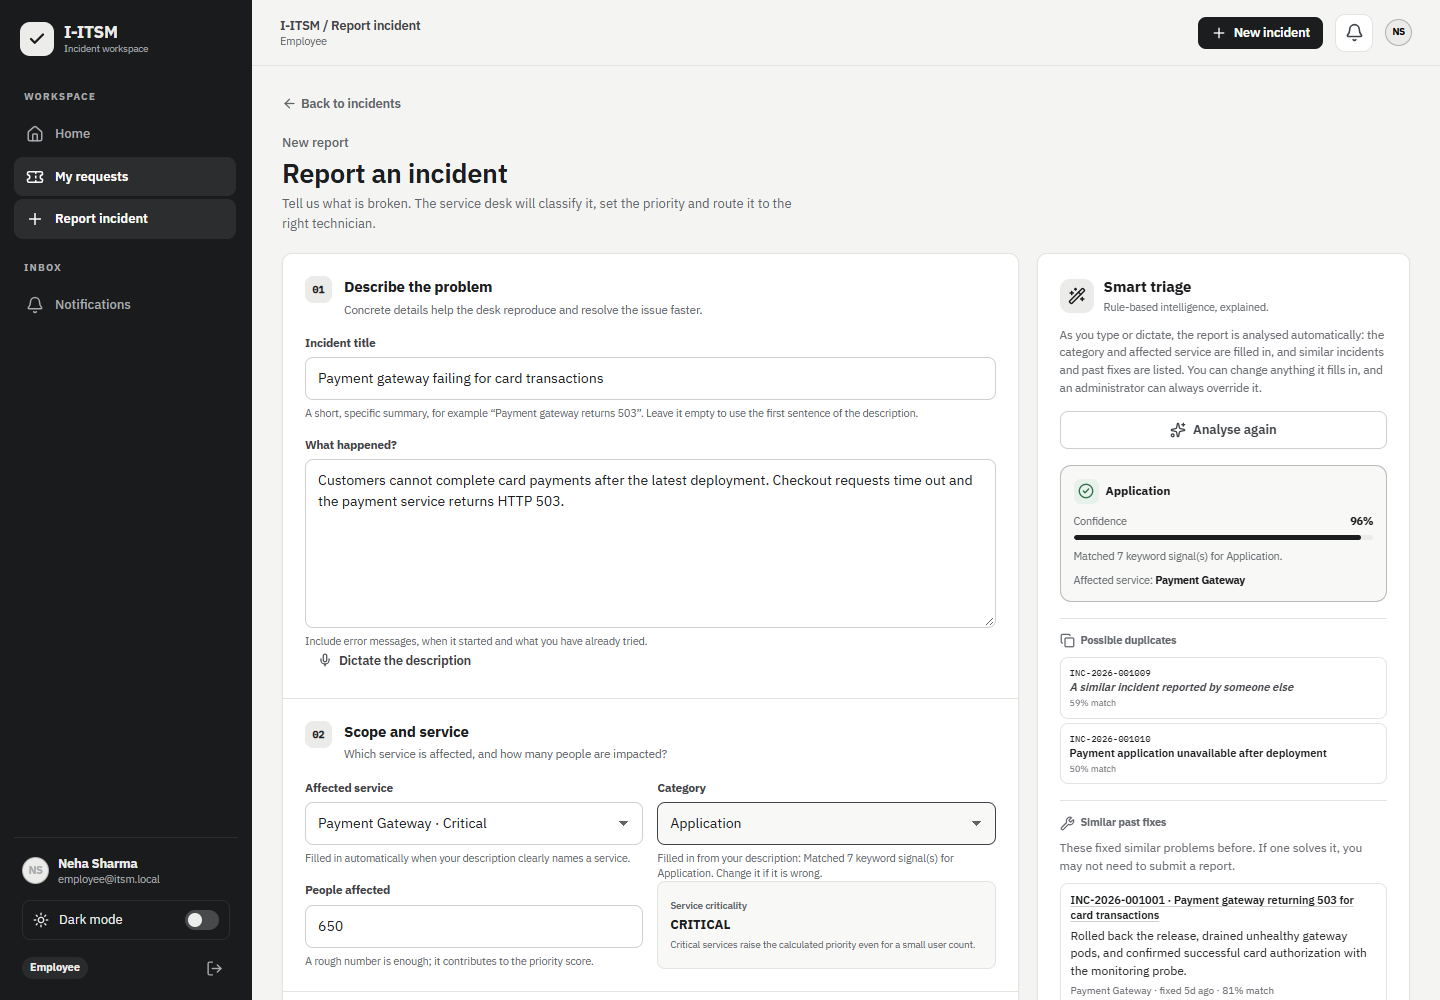 I-ITSM
Incident workspace
WORKSPACE
Home
My requests
Report incident
INBOX
Notifications
NS
Neha Sharma
employee@itsm.local
Dark mode
Employee
I-ITSM / Report incident
Employee
New incident
NS
Back to incidents
New report
Report an incident
Tell us what is broken. The service desk will classify it, set the priority and route it to the
right technician.
01
Describe the problem
Concrete details help the desk reproduce and resolve the issue faster.
Incident title
Payment gateway failing for card transactions
A short, specific summary, for example “Payment gateway returns 503”. Leave it empty to use the first sentence of the description.
What happened?
Customers cannot complete card payments after the latest deployment. Checkout requests time out and
the payment service returns HTTP 503.
Include error messages, when it started and what you have already tried.
Dictate the description
02
Scope and service
Which service is affected, and how many people are impacted?
Affected service
Payment Gateway · Critical
Filled in automatically when your description clearly names a service.
Category
Application
Filled in from your description: Matched 7 keyword signal(s) for
Application. Change it if it is wrong.
People affected
650
A rough number is enough; it contributes to the priority score.
Service criticality
CRITICAL
Critical services raise the calculated priority even for a small user count.
Smart triage
Rule-based intelligence, explained.
As you type or dictate, the report is analysed automatically: the
category and affected service are filled in, and similar incidents
and past fixes are listed. You can change anything it fills in, and
an administrator can always override it.
Analyse again
Application
Confidence
96%
Matched 7 keyword signal(s) for Application.
Affected service: Payment Gateway
Possible duplicates
INC-2026-001009
A similar incident reported by someone else
59% match
INC-2026-001010
Payment application unavailable after deployment
50% match
Similar past fixes
These fixed similar problems before. If one solves it, you
may not need to submit a report.
INC-2026-001001 · Payment gateway returning 503 for
card transactions
Rolled back the release, drained unhealthy gateway
pods, and confirmed successful card authorization with
the monitoring probe.
Payment Gateway · fixed 5d ago · 81% match